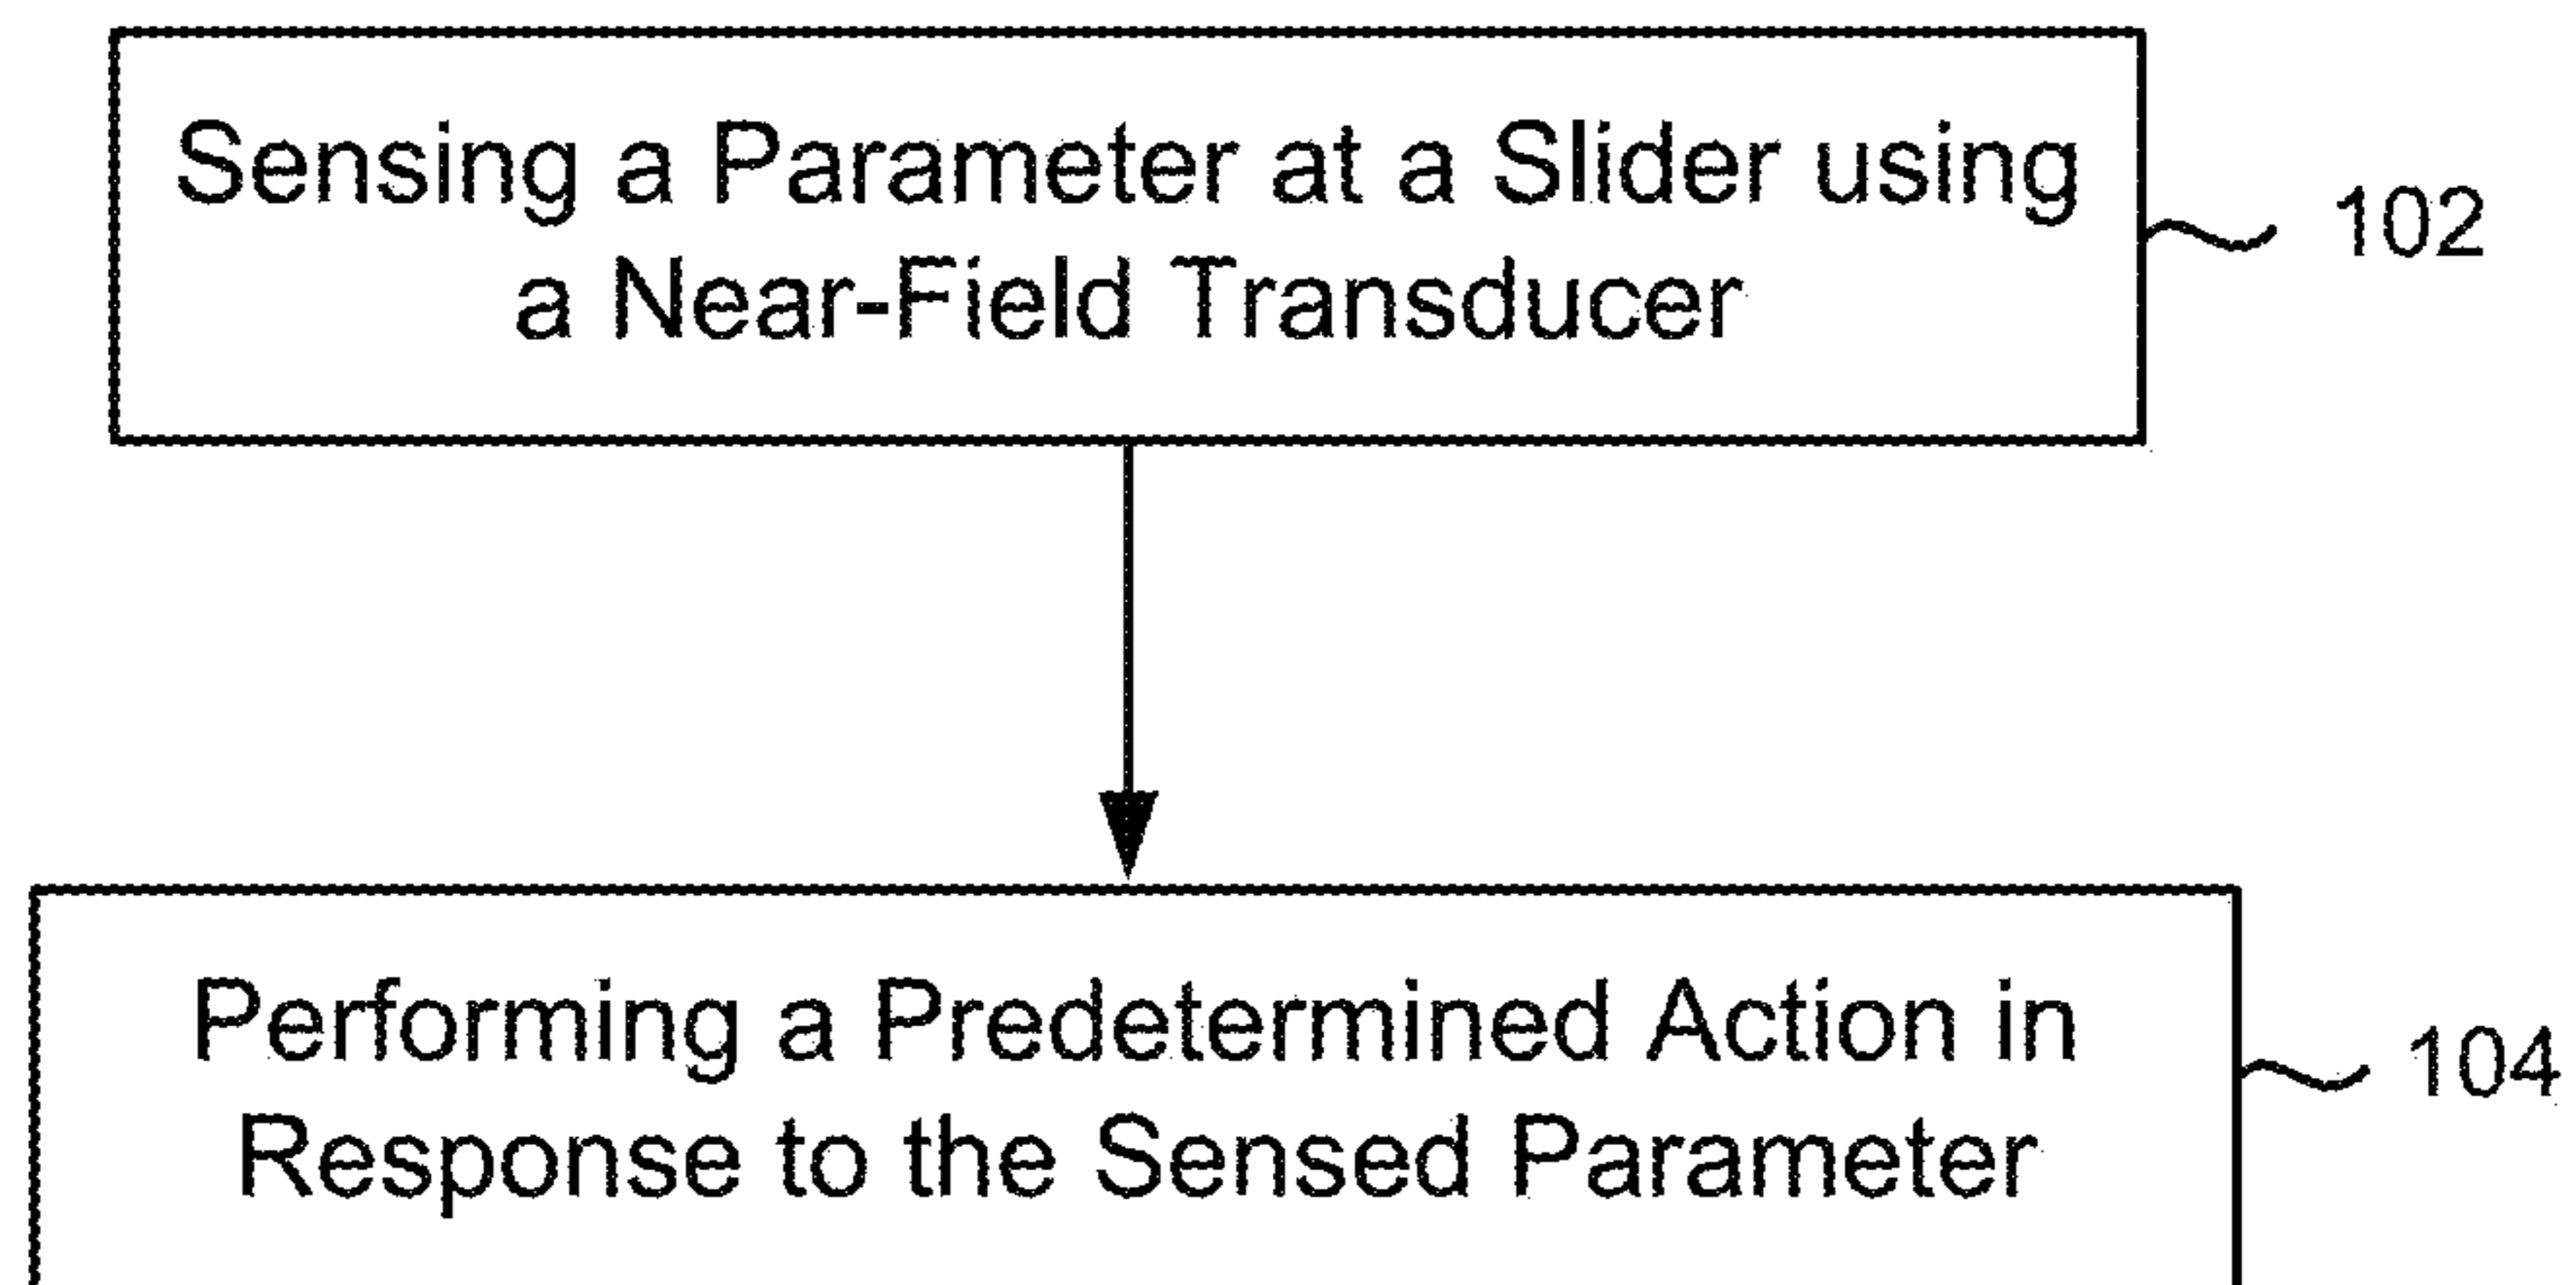 Sensing a Parameter at a Slider using
a Near-Field Transducer
102
Performing a Predetermined Action in
Response to the Sensed Parameter
104